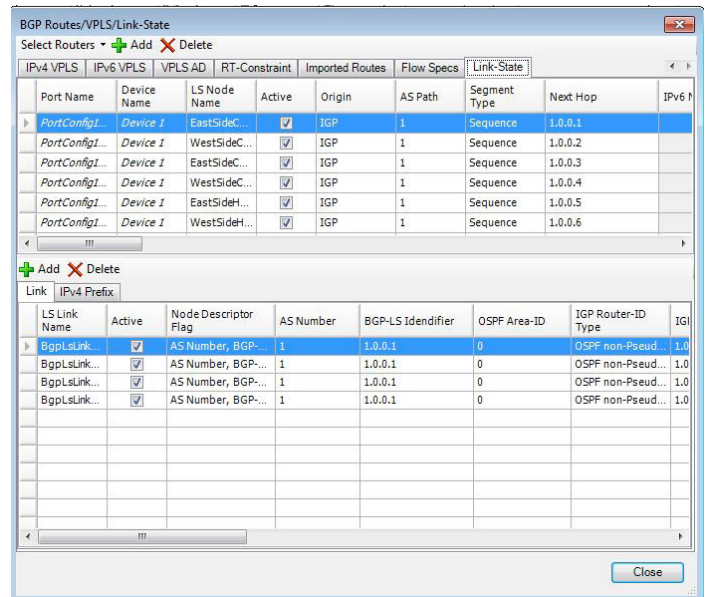 BGP Routes/VPLS/Link-State
Select Routers Add Delete
IPv4 VPLS IPv6 VPLS VPLS AD RT-Constraint Imported Routes Flow Specs Link-State
Port Name Device Name LS Node Name Active Origin AS Path Segment Type Next Hop IPv6 N
PortConfig1... Device 1 EastSideC... IGP 1 Sequence 1.0.0.1
PortConfig1... Device 1 WestSideC... IGP 1 Sequence 1.0.0.2
PortConfig1... Device 1 EastSideC... IGP 1 Sequence 1.0.0.3
PortConfig1... Device 1 WestSideC... IGP 1 Sequence 1.0.0.4
PortConfig1... Device 1 EastSideH... IGP 1 Sequence 1.0.0.5
PortConfig1... Device 1 WestSideH... IGP 1 Sequence 1.0.0.6
Add Delete
Link IPv4 Prefix
LS Link Name Active Node Descriptor Flag AS Number BGP-LS Identifier OSPF Area-ID IGP Router-ID Type IGI
BgpLsLink... AS Number, BGP-... 1 1.0.0.1 0 OSPF non-Pseud... 1.0
BgpLsLink... AS Number, BGP-... 1 1.0.0.1 0 OSPF non-Pseud... 1.0
BgpLsLink... AS Number, BGP-... 1 1.0.0.1 0 OSPF non-Pseud... 1.0
BgpLsLink... AS Number, BGP-... 1 1.0.0.1 0 OSPF non-Pseud... 1.0
Close